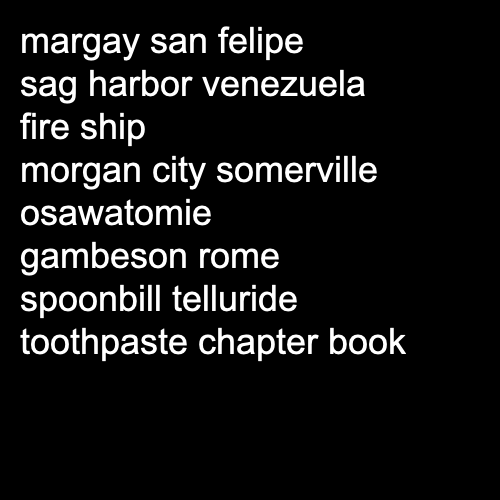 margay san felipe
sag harbor venezuela
fire ship
morgan city somerville
osawatomie
gambeson rome
spoonbill telluride
toothpaste chapter book